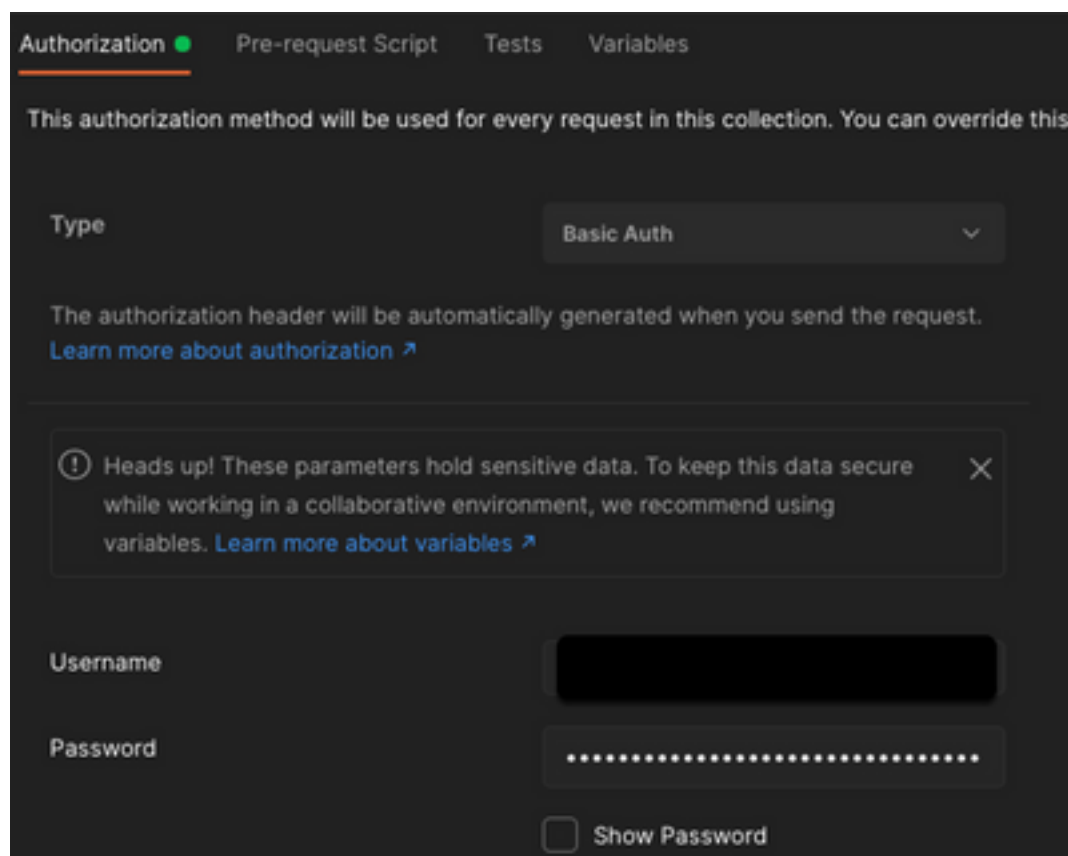 Authorization Pre-request Script Tests Variables
This authorization method will be used for every request in this collection. You can override this
Type
Basic Auth
The authorization header will be automatically generated when you send the request.
Learn more about authorization ↗
Heads up! These parameters hold sensitive data. To keep this data secure
while working in a collaborative environment, we recommend using
variables. Learn more about variables ↗
Username
Password
•••••••••••••••••••••••••••••••••
Show Password